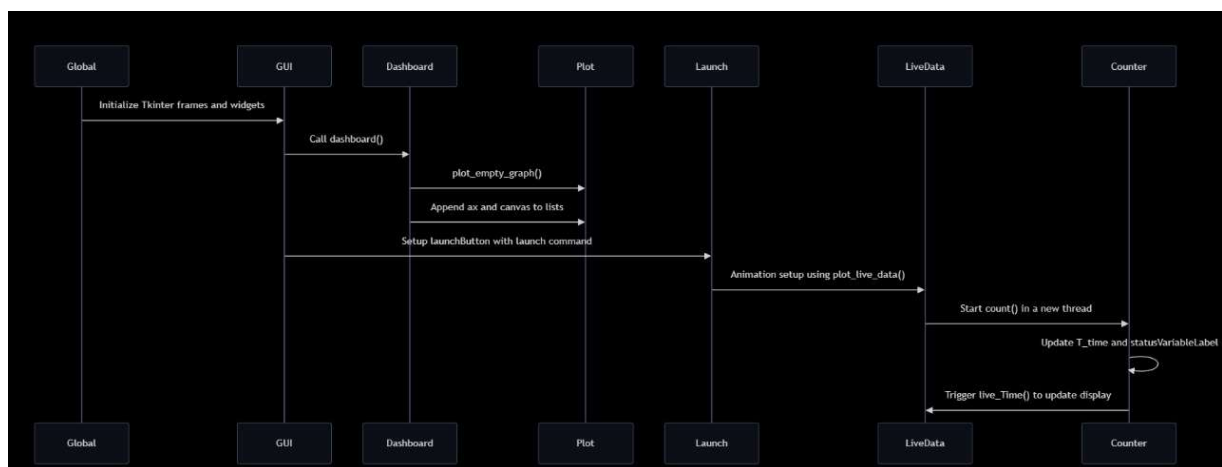 Global GUI Dashboard Plot Launch LiveData Counter
Initialize Tkinter frames and widgets
Call dashboard()
plot_empty_graph()
Append ax and canvas to lists
Setup launchButton with launch command
Animation setup using plot_live_data()
Start count() in a new thread
Update T_time and statusVariableLabel
Trigger live_Time() to update display
Global GUI Dashboard Plot Launch LiveData Counter